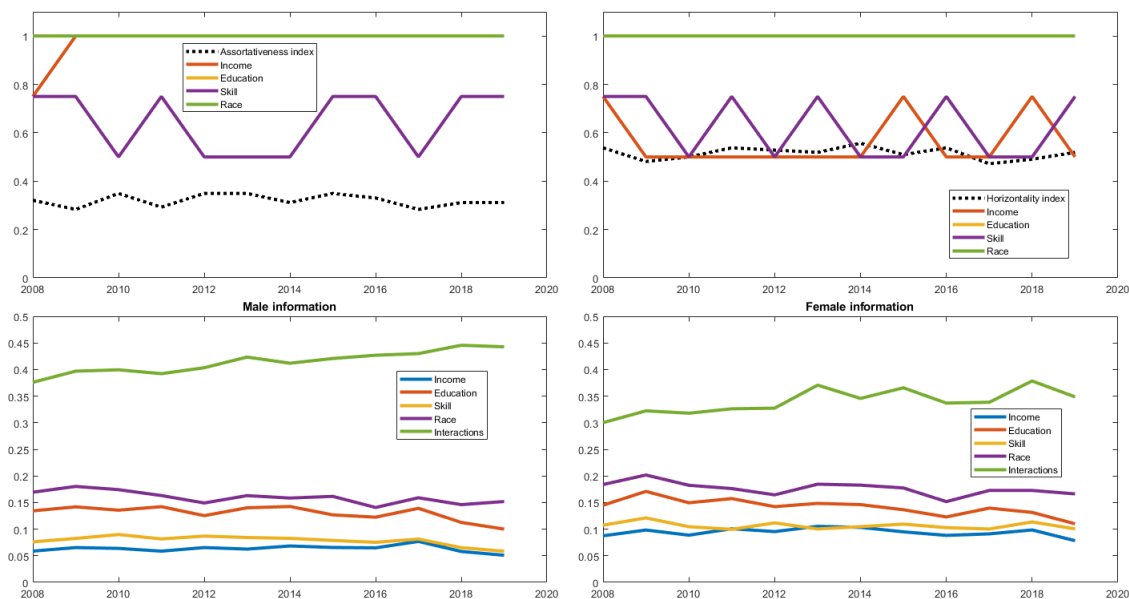 1
0.8
0.6
0.4
0.2
0
2008 2010 2012 2014 2016 2018 2020
Assortativeness index
Income
Education
Skill
Race
1
0.8
0.6
0.4
0.2
0
2008 2010 2012 2014 2016 2018 2020
Horizontality index
Income
Education
Skill
Race
Male information
0.5
0.45
0.4
0.35
0.3
0.25
0.2
0.15
0.1
0.05
0
2008 2010 2012 2014 2016 2018 2020
Income
Education
Skill
Race
Interactions
Female information
0.5
0.45
0.4
0.35
0.3
0.25
0.2
0.15
0.1
0.05
0
2008 2010 2012 2014 2016 2018 2020
Income
Education
Skill
Race
Interactions